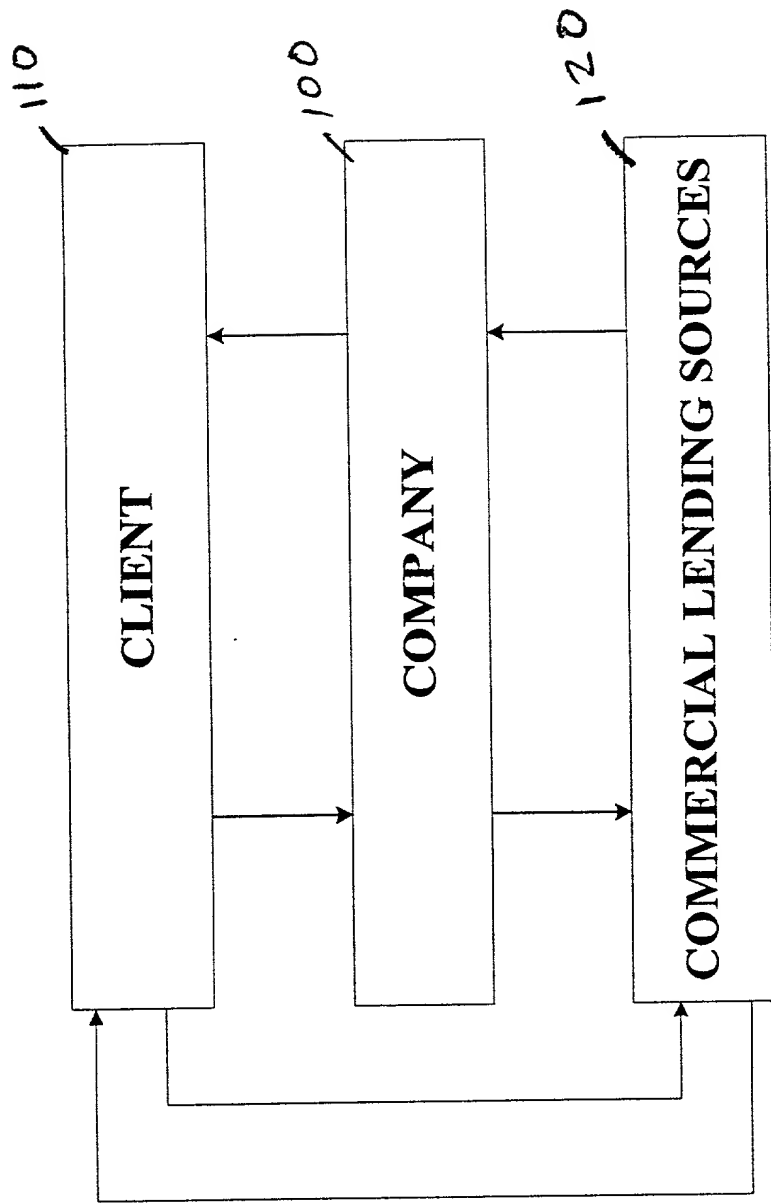 CLIENT
110
COMPANY
100
COMMERCIAL LENDING SOURCES
120